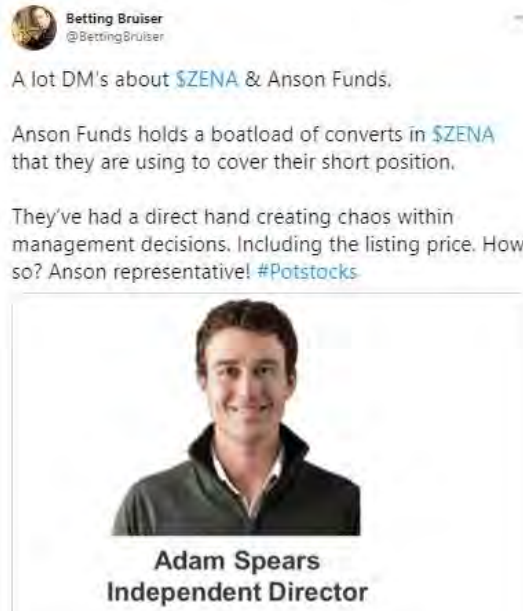 Betting Bruiser
@BettingBruiser
A lot DM's about $ZENA & Anson Funds.
Anson Funds holds a boatload of converts in $ZENA
that they are using to cover their short position.
They've had a direct hand creating chaos within
management decisions. Including the listing price. How
so? Anson representative! #Potstocks
Adam Spears
Independent Director